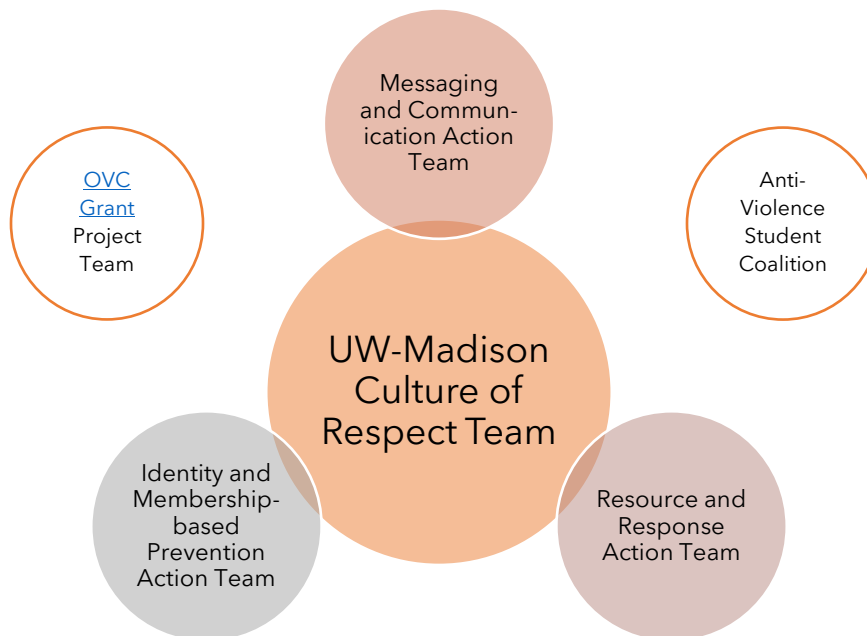 Messaging
and Commun-
ication Action
Team
OVC
Grant
Project
Team
Anti-
Violence
Student
Coalition
UW-Madison
Culture of
Respect Team
Identity and
Membership-
based
Prevention
Action Team
Resource and
Response
Action Team